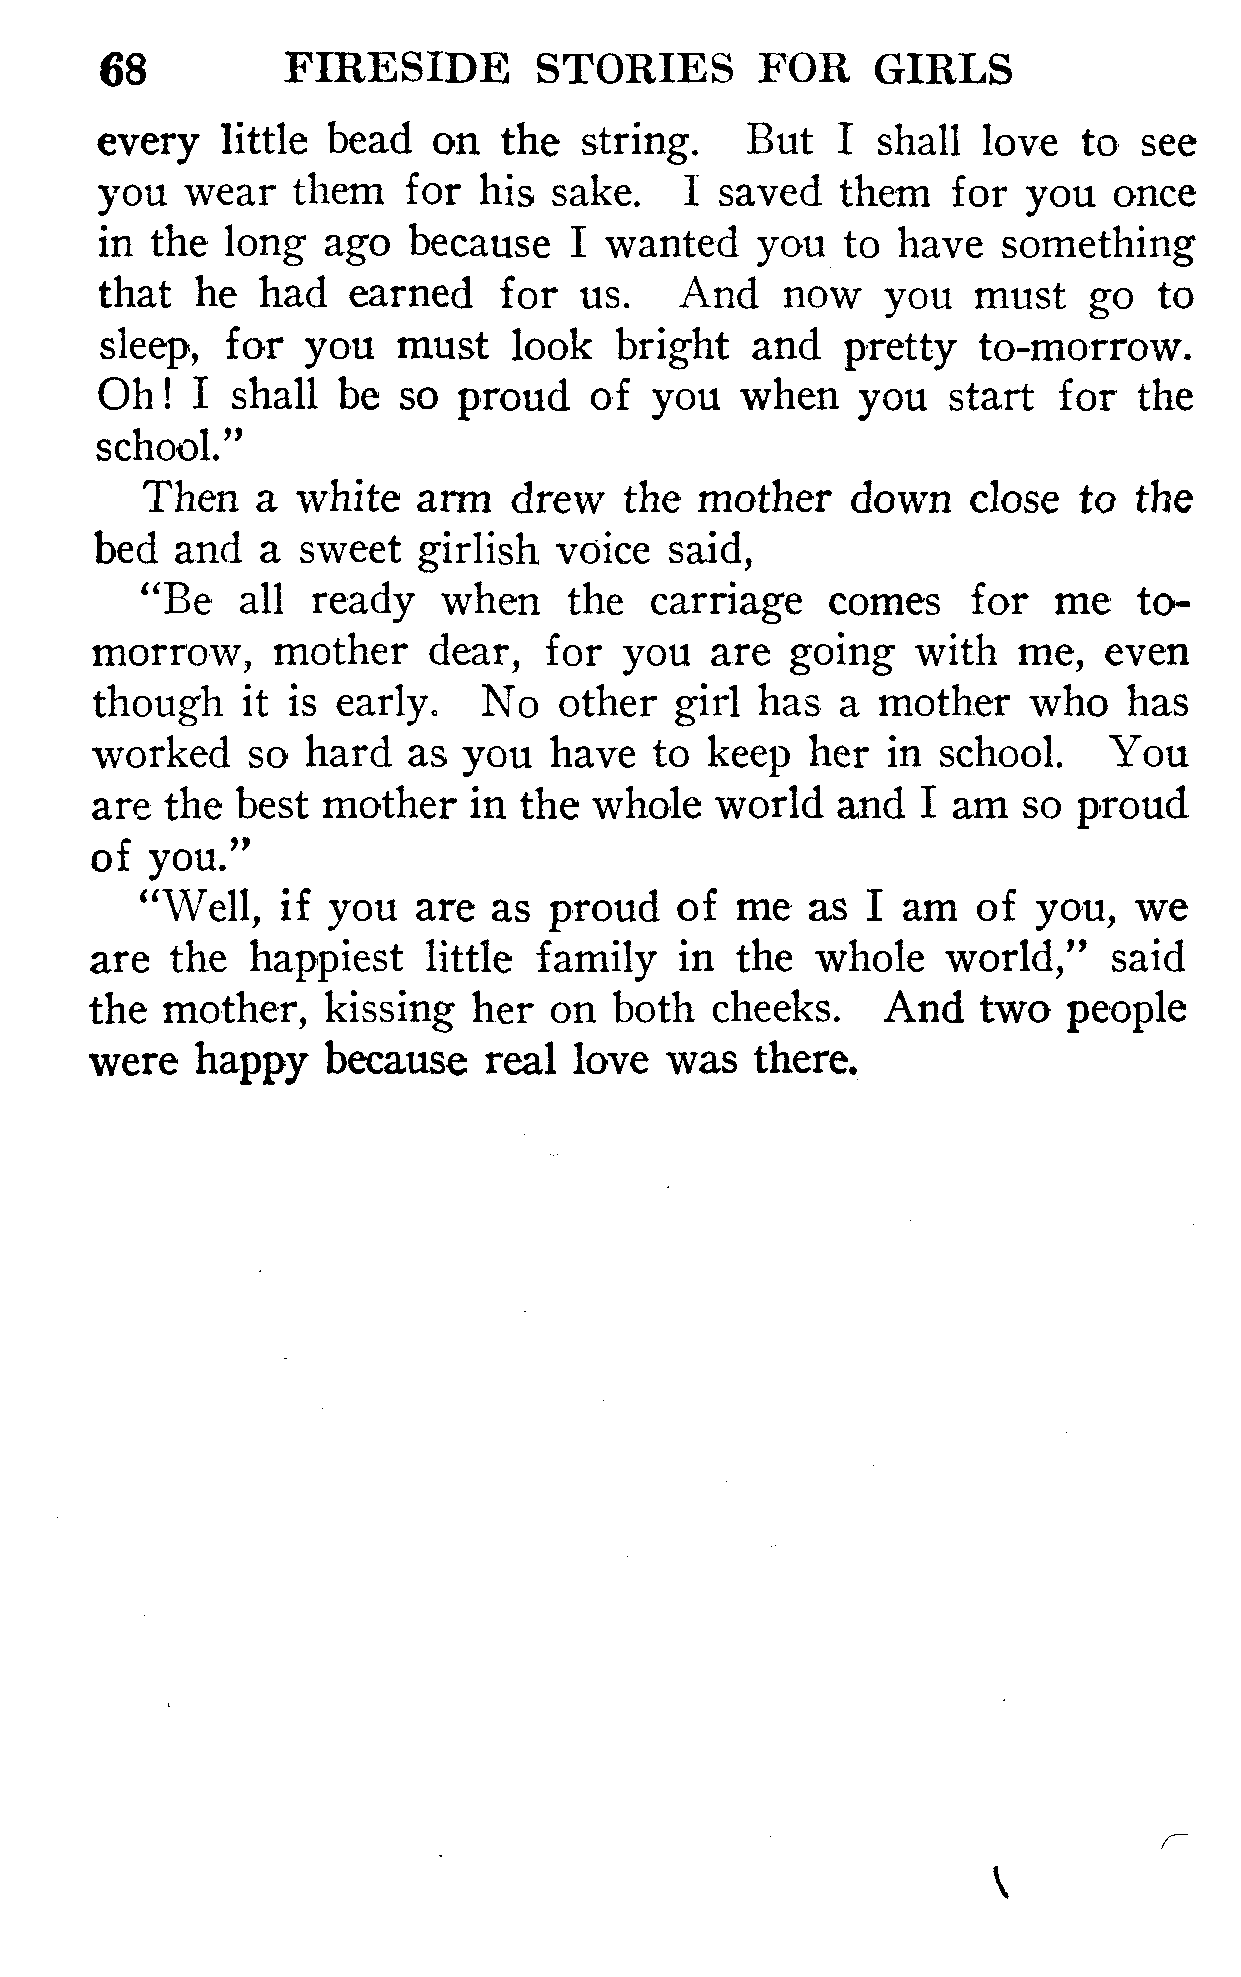 68 FIRESIDE STORIES FOR GIRLS
every little bead on the string. But I shall love to see
you wear them for his sake. I saved them for you once
in the long ago because I wanted you to have something
that he had earned for us. And now you must go to
sleep, for you must look bright and pretty to-morrow.
Oh! I shall be so proud of you when you start for the
school.”
Then a white arm drew the mother down close to the
bed and a sweet girlish voice said,
“Be all ready when the carriage comes for me to-
morrow, mother dear, for you are going with me, even
though it is early. No other girl has a mother who has
worked so hard as you have to keep her in school. You
are the best mother in the whole world and I am so proud
of you.”
“Well, if you are as proud of me as I am of you, we
are the happiest little family in the whole world,” said
the mother, kissing her on both cheeks. And two people
were happy because real love was there.